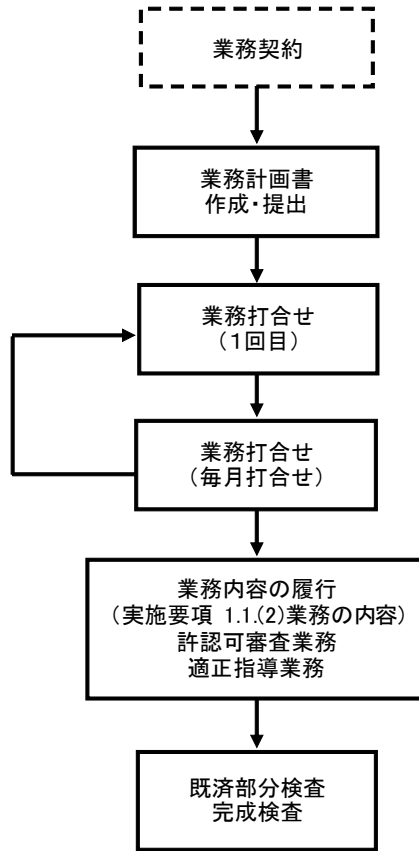 業務契約
業務計画書
作成・提出
業務打合せ
（１回目）
業務打合せ
（毎月打合せ）
業務内容の履行
（実施要項 1.1.(2)業務の内容）
許認可審査業務
適正指導業務
既済部分検査
完成検査